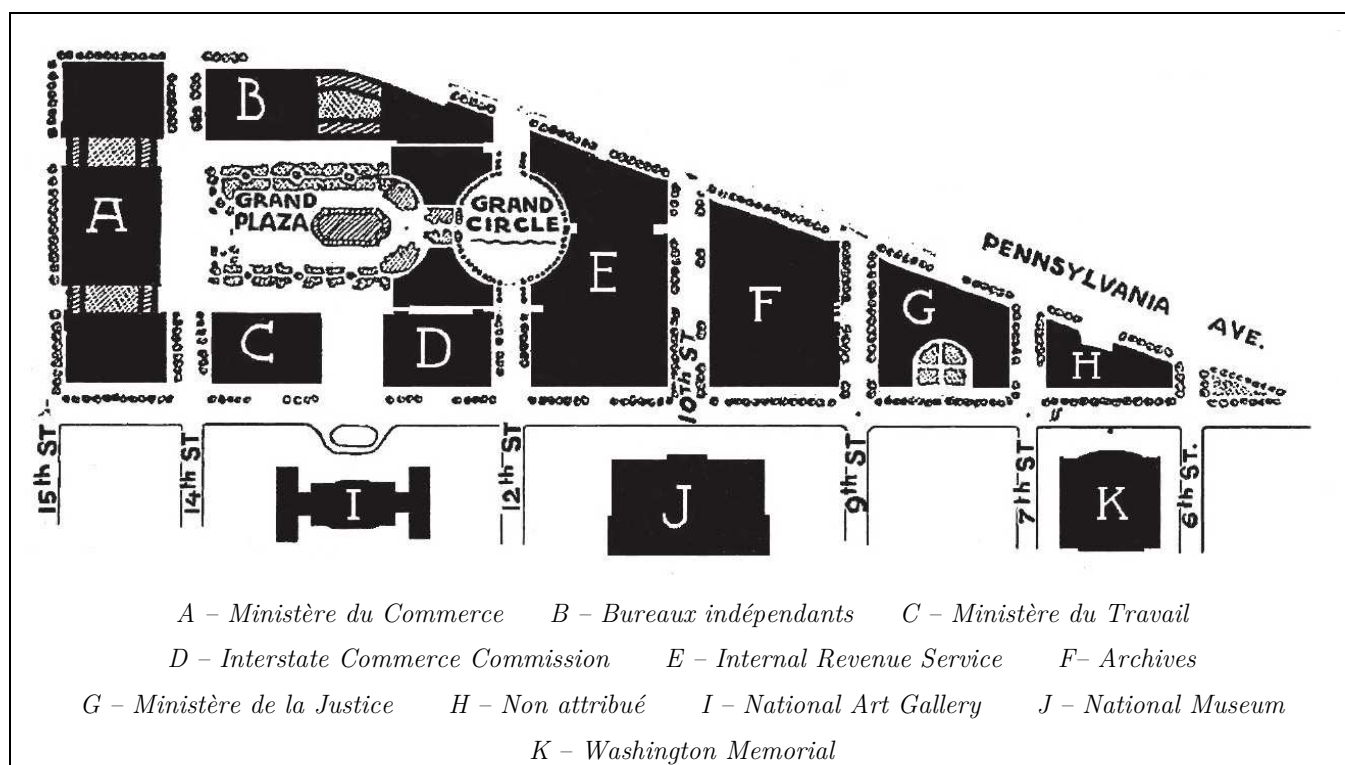 B
A
GRAND
PLAZA
GRAND
CIRCLE
E
F
G
PENNSYLVANIA
AVE.
C
D
H
10TH ST
15th ST
14th ST
12th ST
9th ST
7th ST
6th ST.
I
J
K
A – Ministère du Commerce B – Bureaux indépendants C – Ministère du Travail
D – Interstate Commerce Commission E – Internal Revenue Service F– Archives
G – Ministère de la Justice H – Non attribué I – National Art Gallery J – National Museum
K – Washington Memorial